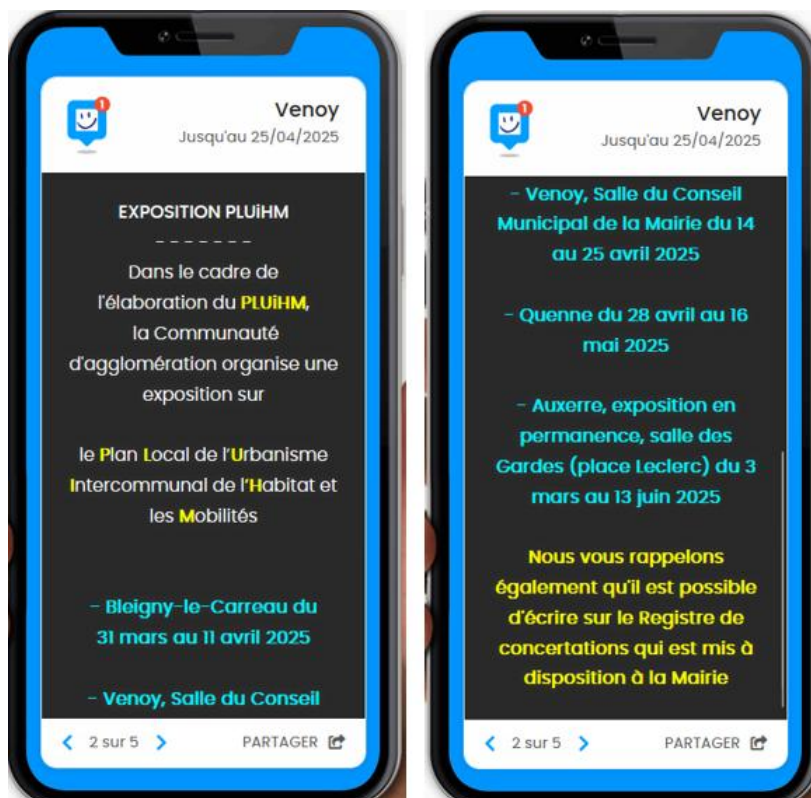 1
Venoy
Jusqu'au 25/04/2025
EXPOSITION PLUiHM
- - - - - - -
Dans le cadre de
l'élaboration du PLUiHM,
la Communauté
d'agglomération organise une
exposition sur
le Plan Local de l'Urbanisme
Intercommunal de l'Habitat et
les Mobilités
- Bleigny-le-Carreau du
31 mars au 11 avril 2025
- Venoy, Salle du Conseil
2 sur 5
PARTAGER
1
Venoy
Jusqu'au 25/04/2025
- Venoy, Salle du Conseil
Municipal de la Mairie du 14
au 25 avril 2025
- Quenne du 28 avril au 16
mai 2025
- Auxerre, exposition en
permanence, salle des
Gardes (place Leclerc) du 3
mars au 13 juin 2025
Nous vous rappelons
également qu'il est possible
d'écrire sur le Registre de
concertations qui est mis à
disposition à la Mairie
2 sur 5
PARTAGER